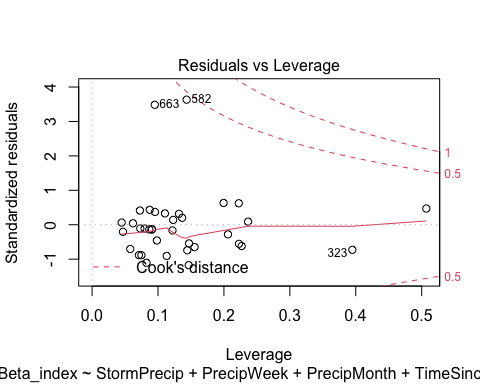 Residuals vs Leverage
Standardized residuals
4
3
2
1
0
-1
663
582
323
1
0.5
0.5
Cook's distance
0.0 0.1 0.2 0.3 0.4 0.5
Leverage
Beta_index ~ StormPrecip + PrecipWeek + PrecipMonth + TimeSinc